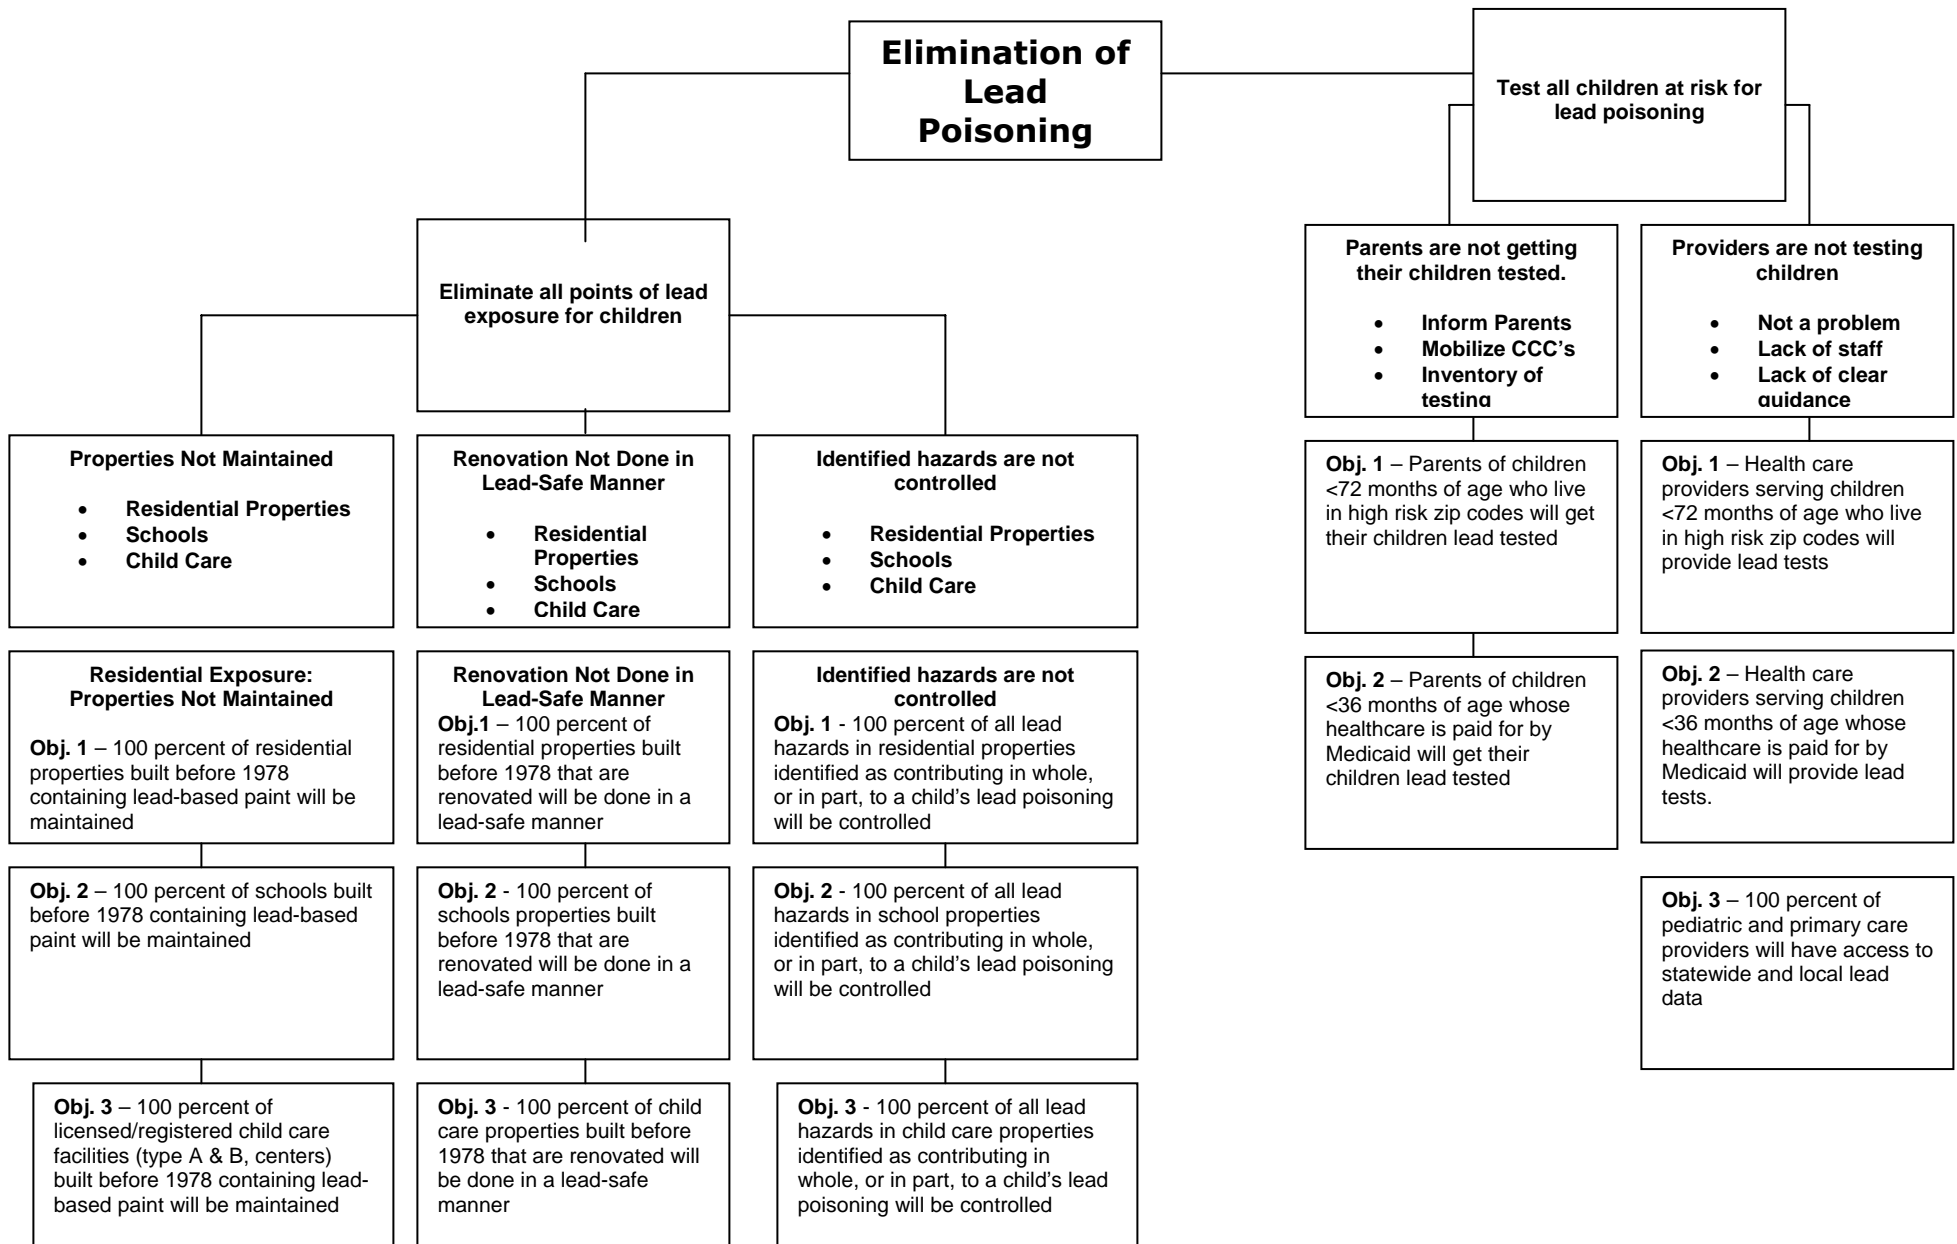 Elimination of
Lead
Poisoning
Test all children at risk for
lead poisoning
Eliminate all points of lead
exposure for children
Parents are not getting
their children tested.
• Inform Parents
• Mobilize CCC’s
• Inventory of
testing
Providers are not testing
children
• Not a problem
• Lack of staff
• Lack of clear
guidance
Properties Not Maintained
• Residential Properties
• Schools
• Child Care
Renovation Not Done in
Lead-Safe Manner
• Residential
Properties
• Schools
• Child Care
Identified hazards are not
controlled
• Residential Properties
• Schools
• Child Care
Obj. 1 – Parents of children
<72 months of age who live
in high risk zip codes will get
their children lead tested
Obj. 1 – Health care
providers serving children
<72 months of age who live
in high risk zip codes will
provide lead tests
Residential Exposure:
Properties Not Maintained
Obj. 1 – 100 percent of residential
properties built before 1978
containing lead-based paint will be
maintained
Renovation Not Done in
Lead-Safe Manner
Obj.1 – 100 percent of
residential properties built
before 1978 that are
renovated will be done in a
lead-safe manner
Identified hazards are not
controlled
Obj. 1 - 100 percent of all lead
hazards in residential properties
identified as contributing in whole,
or in part, to a child’s lead poisoning
will be controlled
Obj. 2 – Parents of children
<36 months of age whose
healthcare is paid for by
Medicaid will get their
children lead tested
Obj. 2 – Health care
providers serving children
<36 months of age whose
healthcare is paid for by
Medicaid will provide lead
tests.
Obj. 2 – 100 percent of schools built
before 1978 containing lead-based
paint will be maintained
Obj. 2 - 100 percent of
schools properties built
before 1978 that are
renovated will be done in a
lead-safe manner
Obj. 2 - 100 percent of all lead
hazards in school properties
identified as contributing in whole,
or in part, to a child’s lead poisoning
will be controlled
Obj. 3 – 100 percent of
pediatric and primary care
providers will have access to
statewide and local lead
data
Obj. 3 – 100 percent of
licensed/registered child care
facilities (type A & B, centers)
built before 1978 containing lead-
based paint will be maintained
Obj. 3 - 100 percent of child
care properties built before
1978 that are renovated will
be done in a lead-safe
manner
Obj. 3 - 100 percent of all lead
hazards in child care properties
identified as contributing in
whole, or in part, to a child’s lead
poisoning will be controlled